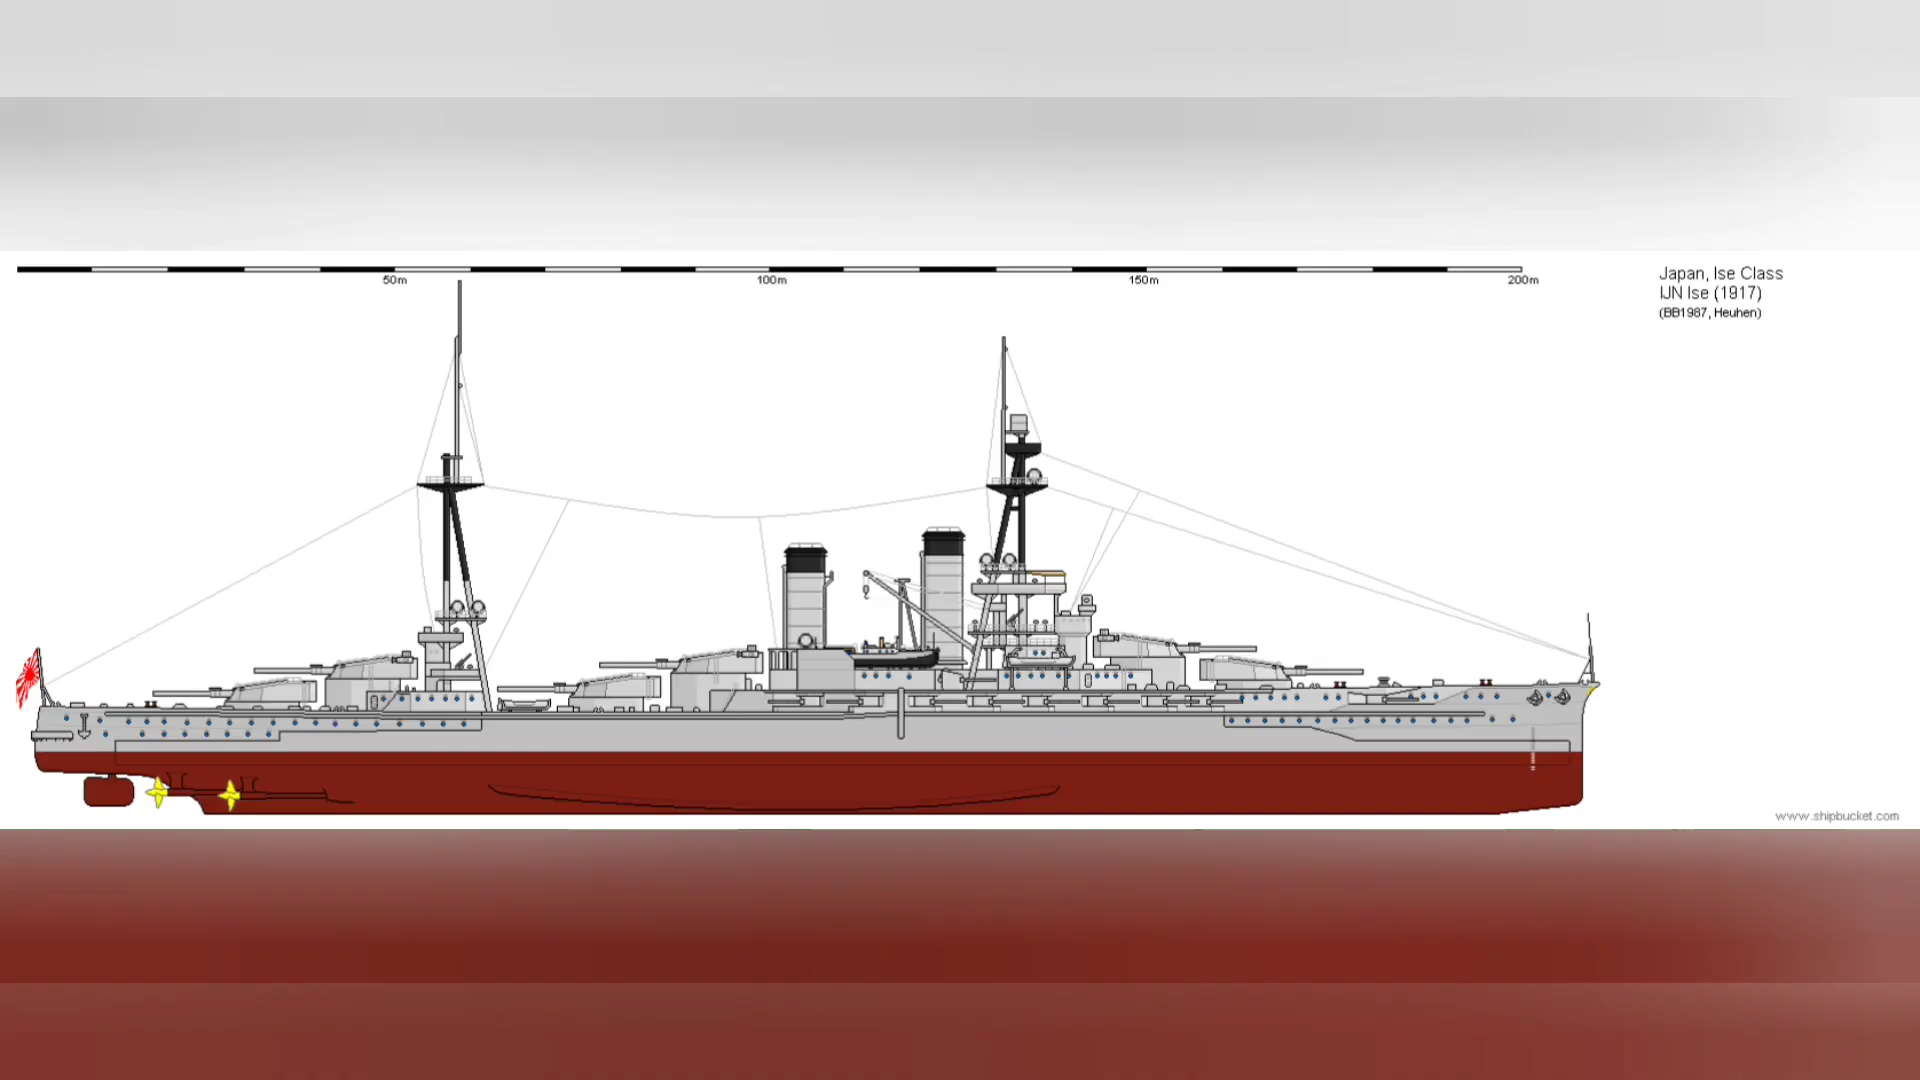 50m 100m 150m 200m
Japan, Ise Class
IJN Ise (1917)
(BB1987, Heuhen)
www.shipbucket.com